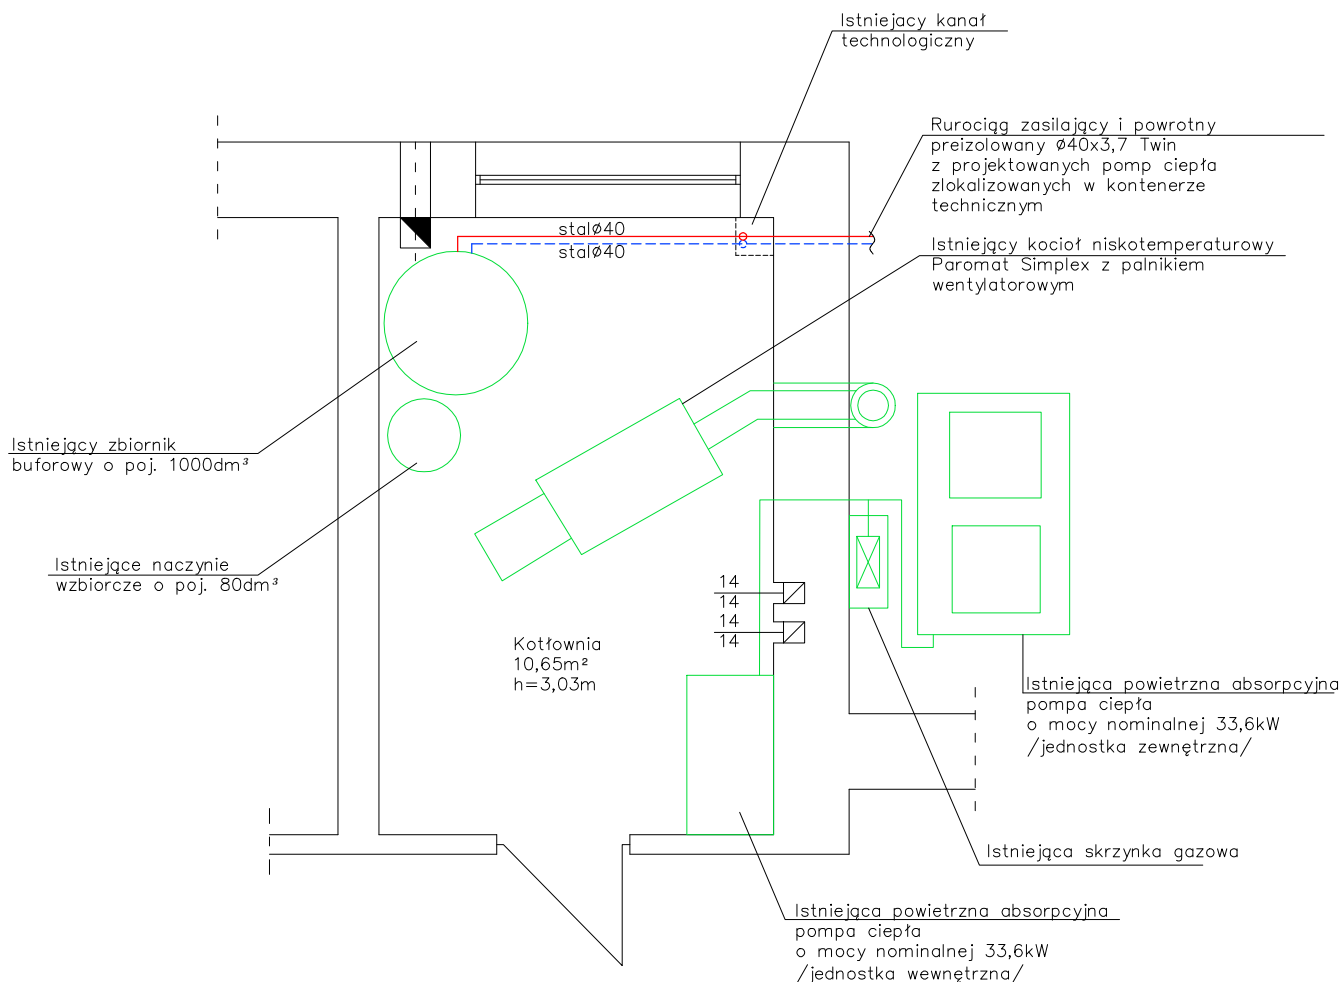 Istniejacy kanał
technologiczny
Rurociąg zasilający i powrotny
preizolowany Ø40x3,7 Twin
z projektowanych pomp ciepła
zlokalizowanych w kontenerze
technicznym
stalØ40
stalØ40
Istniejący kocioł niskotemperaturowy
Paromat Simplex z palnikiem
wentylatorowym
Istniejący zbiornik
buforowy o poj. 1000dm³
Istniejące naczynie
wzbiorcze o poj. 80dm³
14
14
14
14
Kotłownia
10,65m²
h=3,03m
Istniejąca powietrzna absorpcyjna
pompa ciepła
o mocy nominalnej 33,6kW
/jednostka zewnętrzna/
Istniejąca skrzynka gazowa
Istniejąca powietrzna absorpcyjna
pompa ciepła
o mocy nominalnej 33,6kW
/jednostka wewnętrzna/